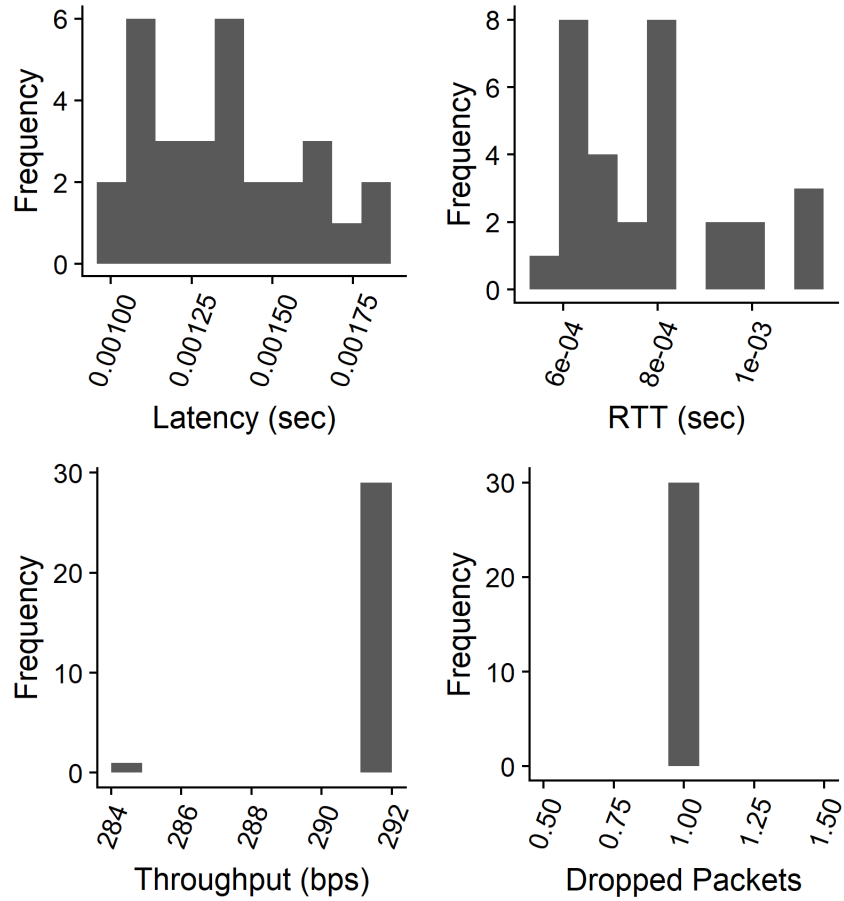 Frequency
6
4
2
0
0.00100
0.00125
0.00150
0.00175
Latency (sec)
Frequency
8
6
4
2
0
6e-04
8e-04
1e-03
RTT (sec)
Frequency
30
20
10
0
284
286
288
290
292
Throughput (bps)
Frequency
30
20
10
0
0.50
0.75
1.00
1.25
1.50
Dropped Packets